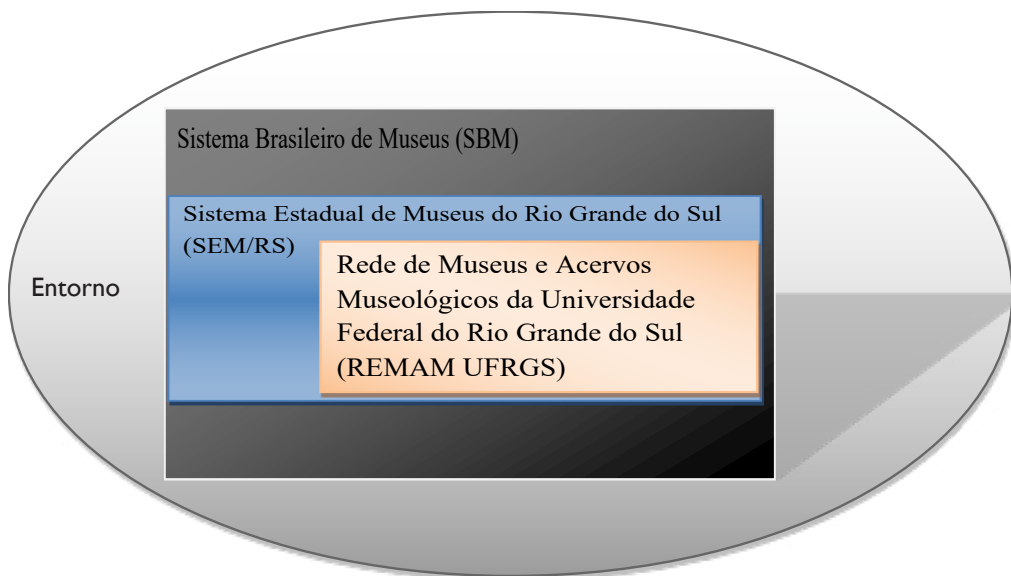 Sistema Brasileiro de Museus (SBM)
Sistema Estadual de Museus do Rio Grande do Sul
(SEM/RS)
Rede de Museus e Acervos
Museológicos da Universidade
Federal do Rio Grande do Sul
(REMAM UFRGS)
Entorno